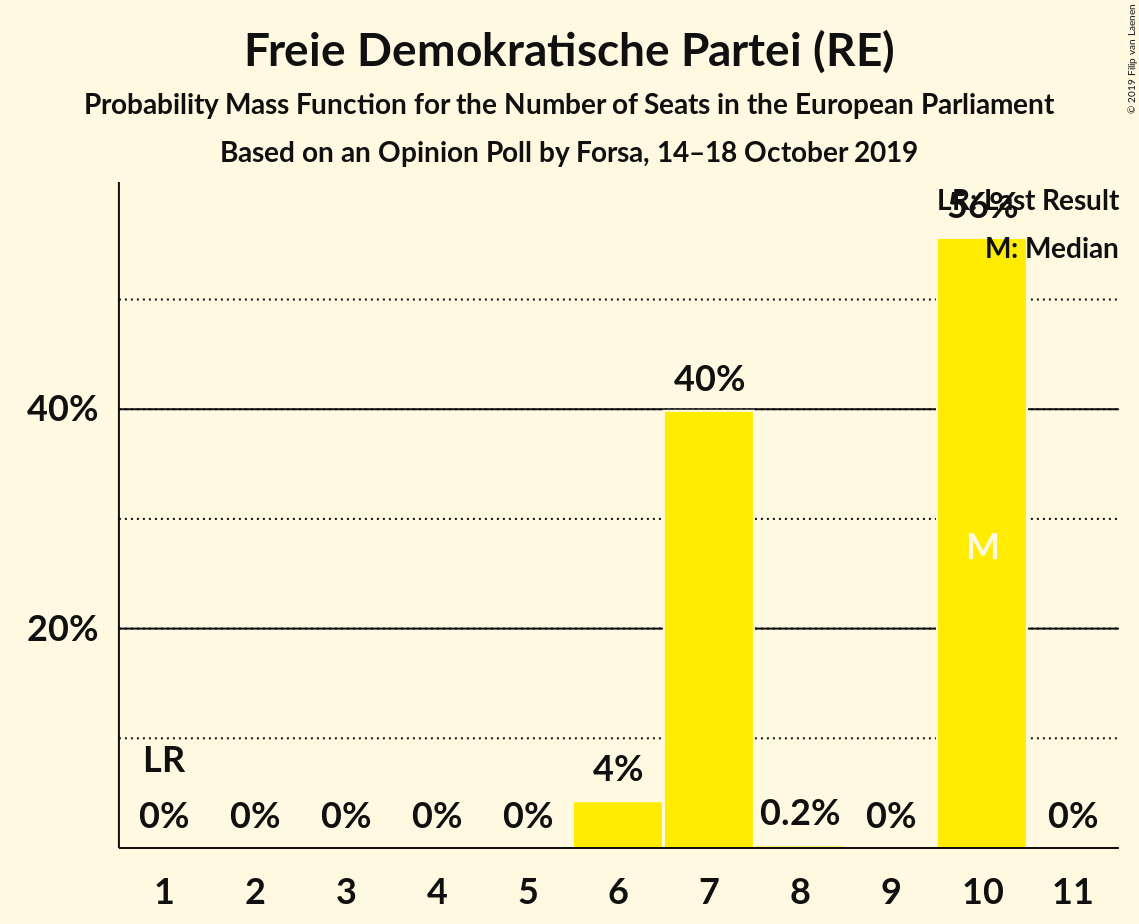 Freie Demokratische Partei (RE)
Probability Mass Function for the Number of Seats in the European Parliament
Based on an Opinion Poll by Forsa, 14–18 October 2019
© 2019 Filip van Laenen
LR: Last Result
M: Median
56%
40%
40%
M
20%
LR
4%
0%
0%
0%
0%
0%
0.2%
0%
0%
1 2 3 4 5 6 7 8 9 10 11